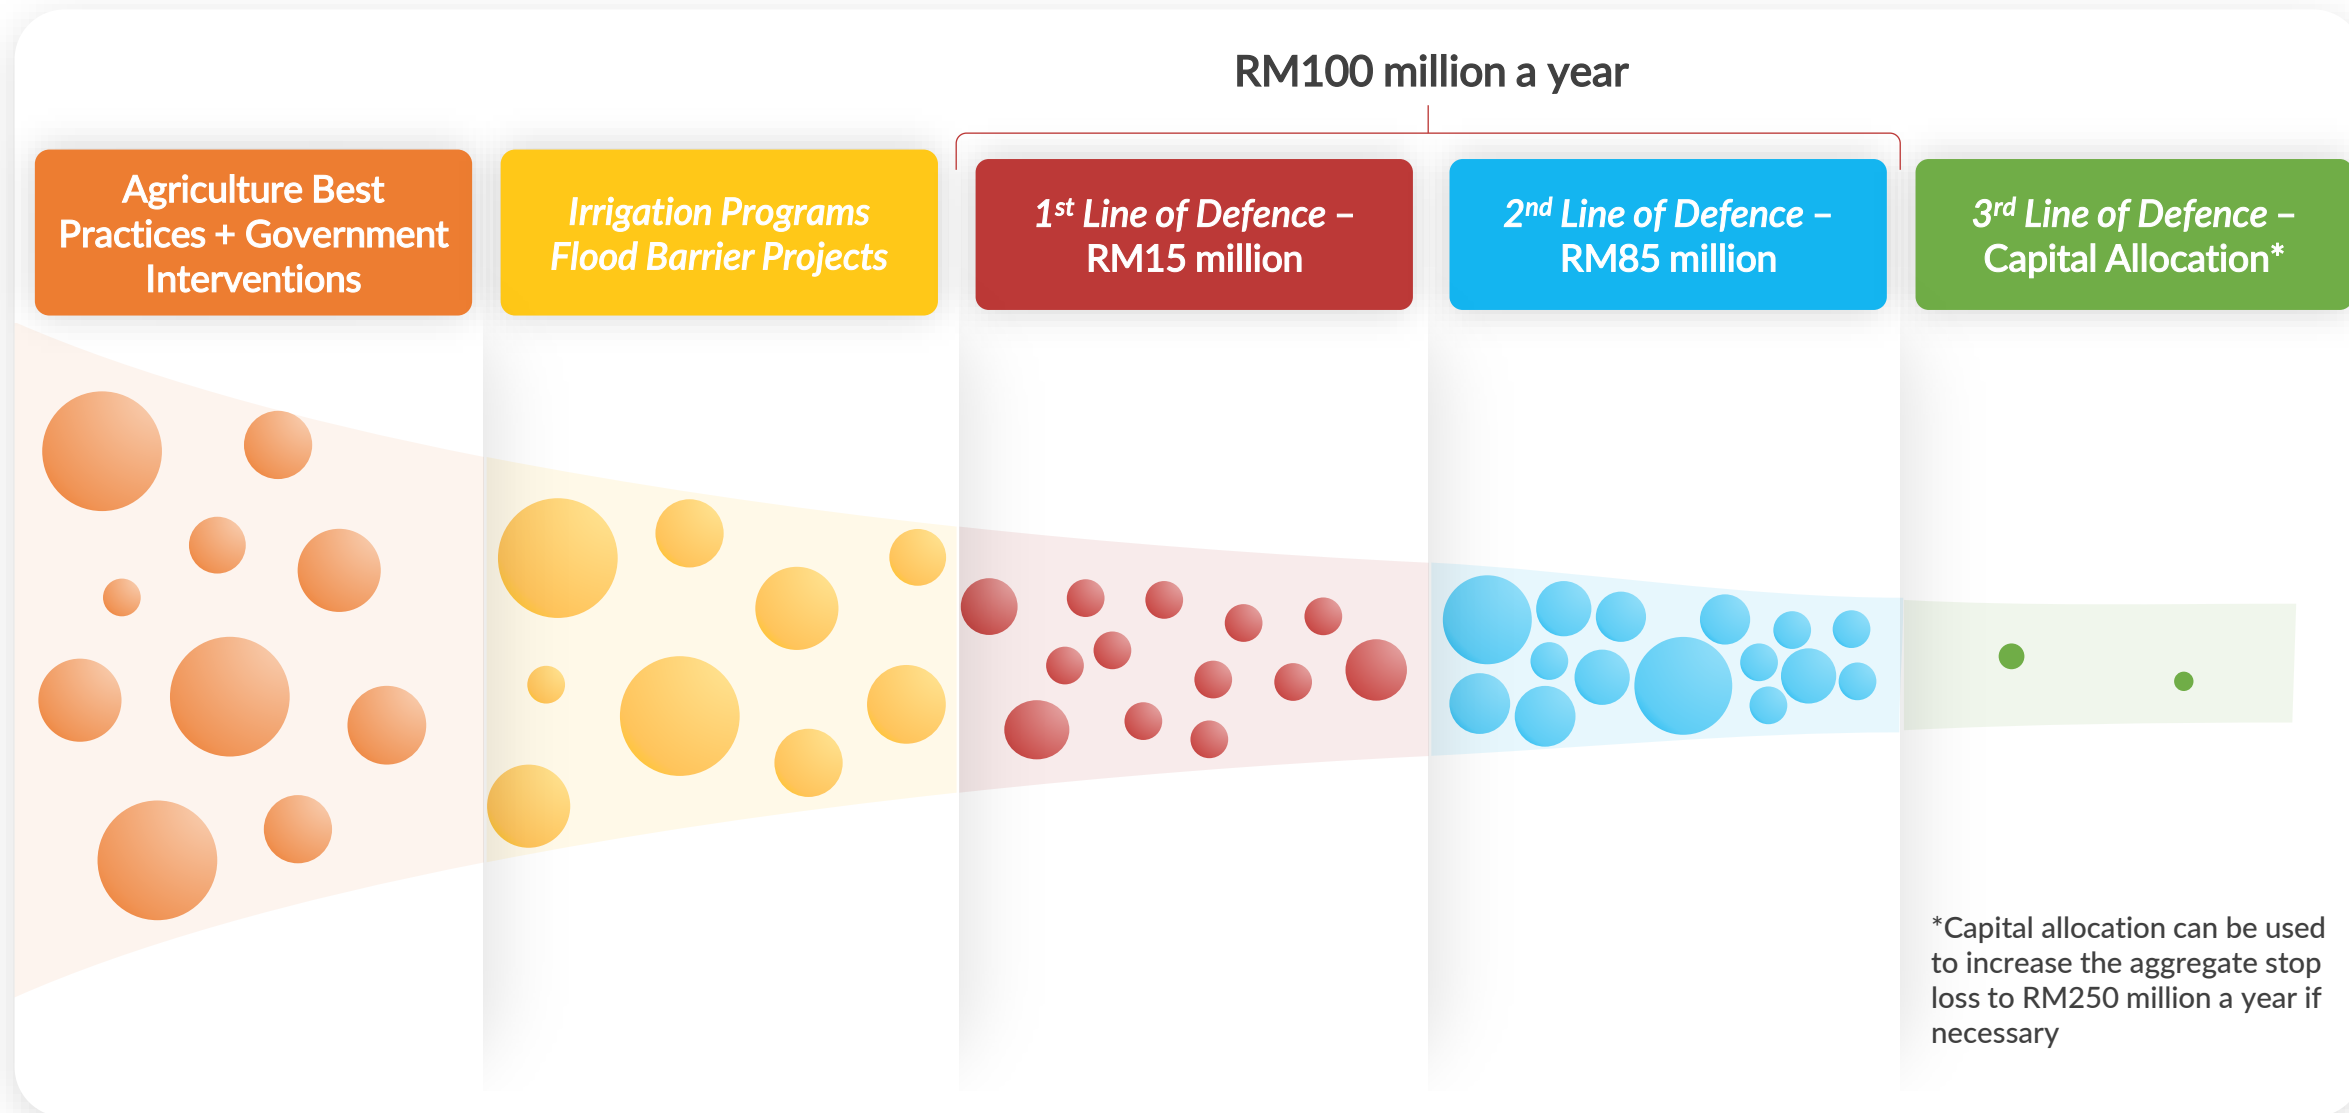 RM100 million a year
Agriculture Best
Practices + Government
Interventions
Irrigation Programs
Flood Barrier Projects
1st Line of Defence –
RM15 million
2nd Line of Defence –
RM85 million
3rd Line of Defence –
Capital Allocation*
*Capital allocation can be used
to increase the aggregate stop
loss to RM250 million a year if
necessary